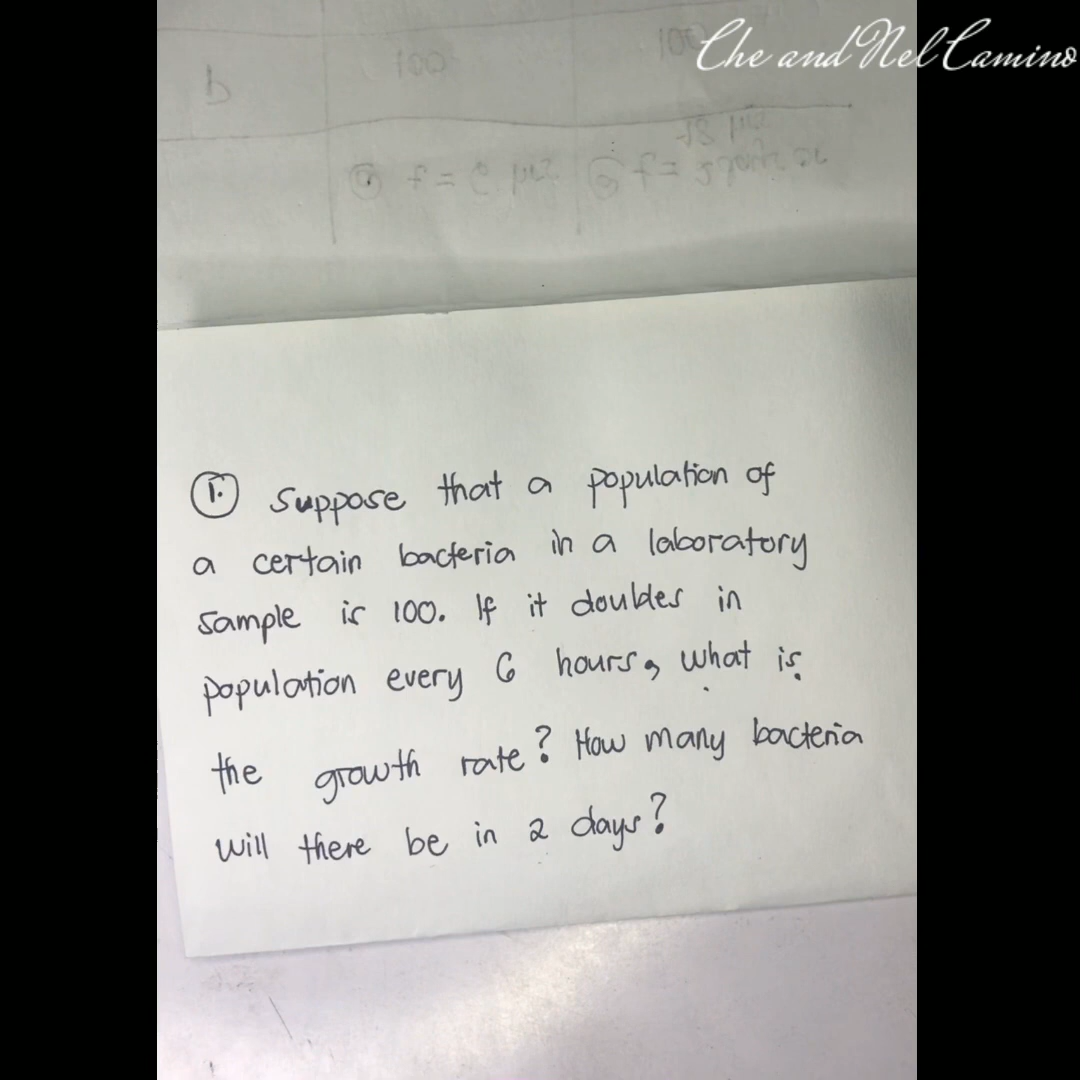 Che and Nel Camino
100
1. Suppose that a population of
a certain bacteria in a laboratory
sample is 100. If it doubles in
population every 6 hours, what is
the growth rate? How many bacteria
will there be in 2 days?